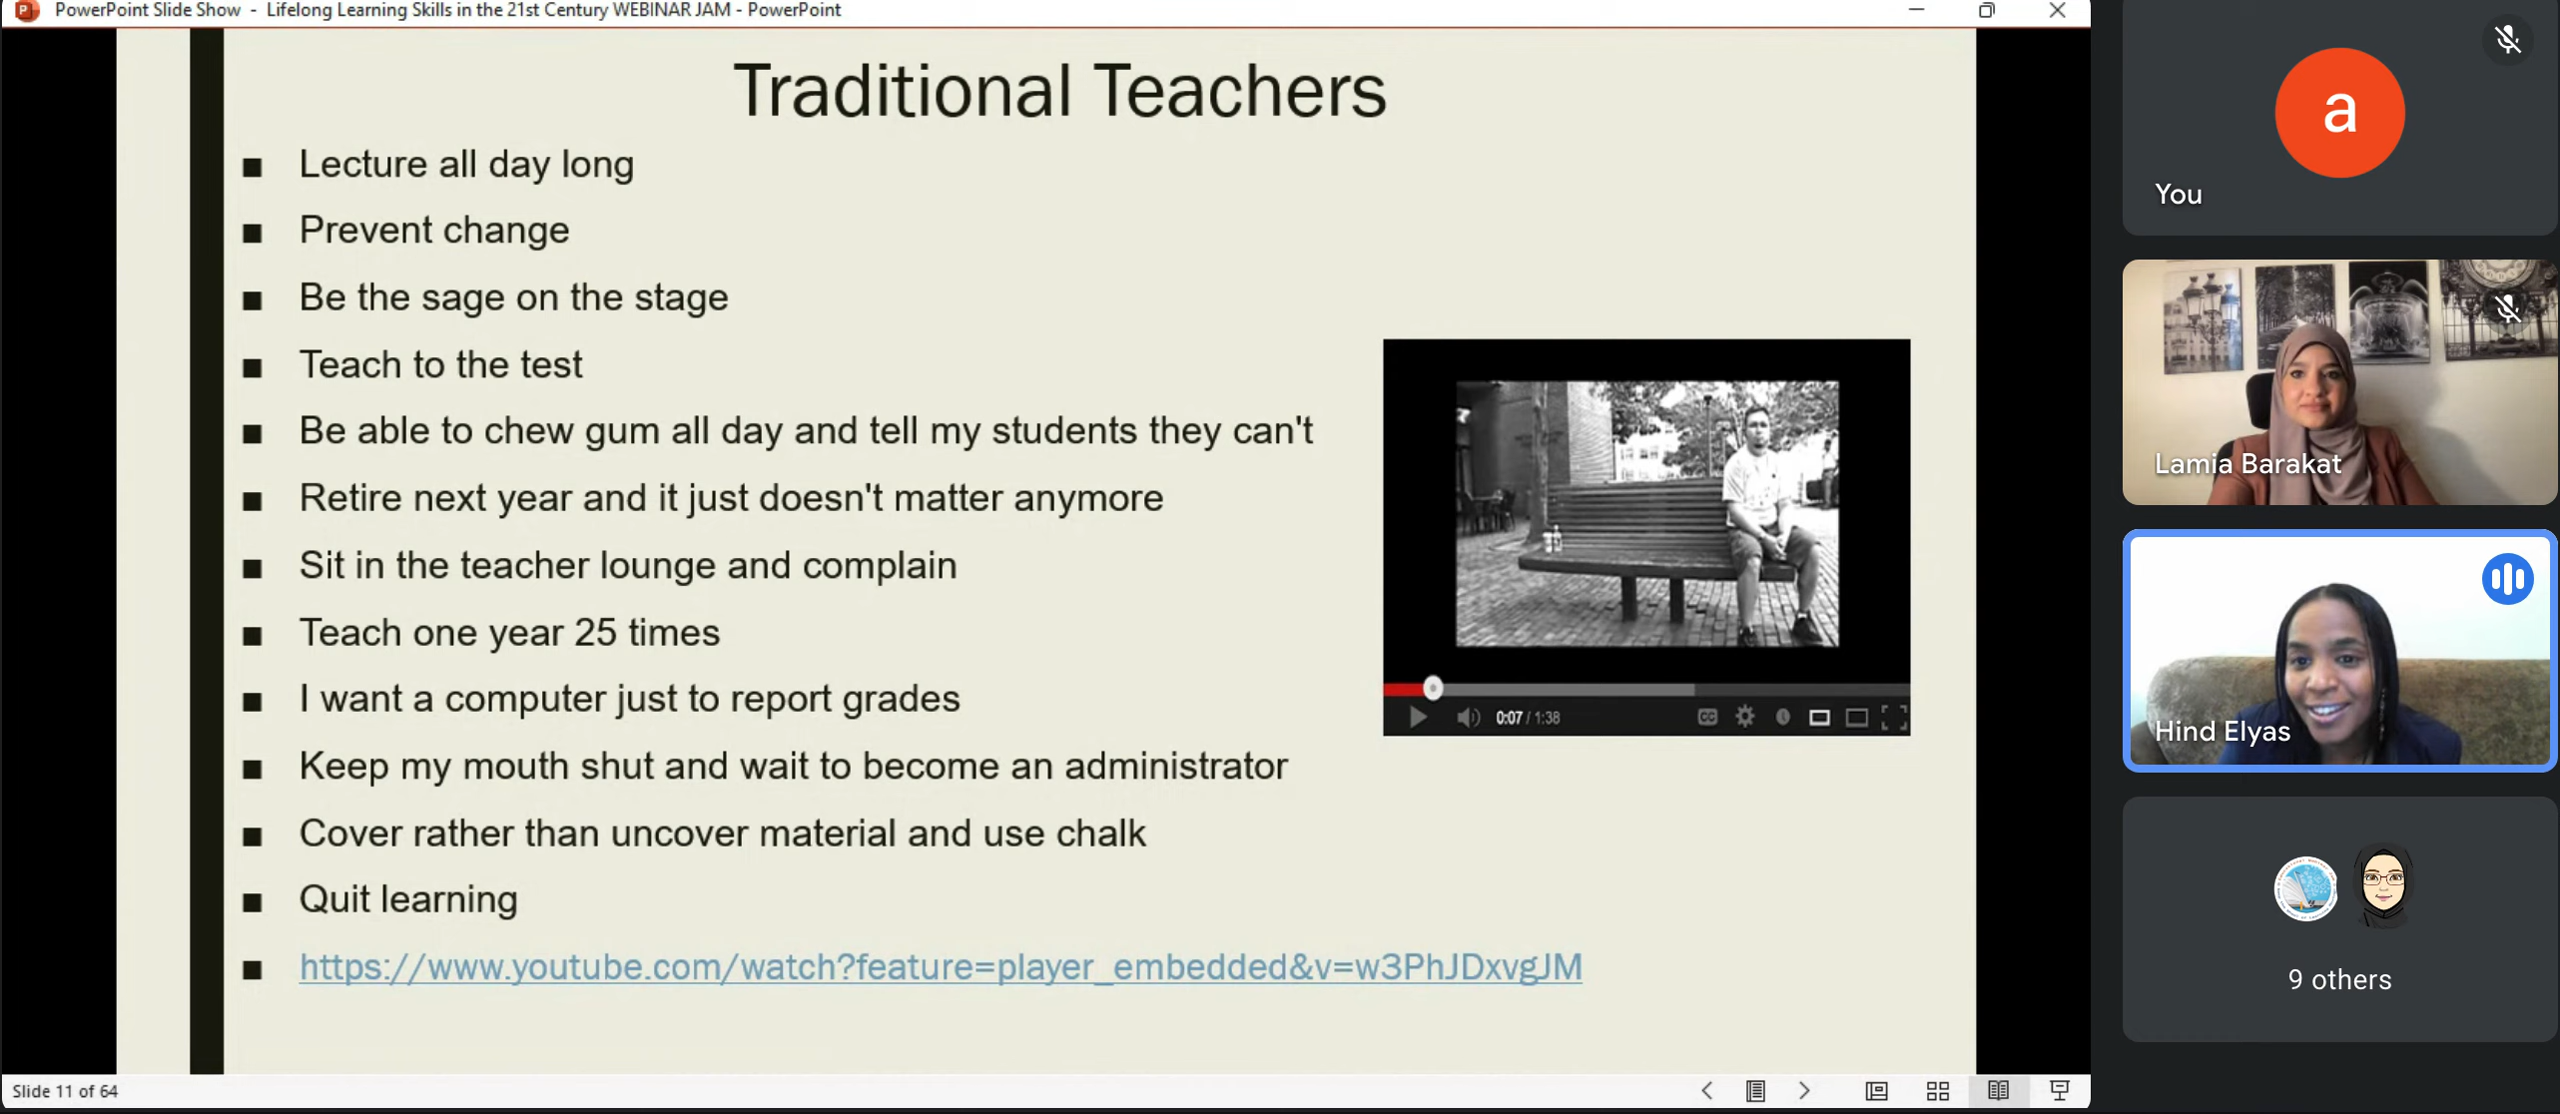 PowerPoint Slide Show - Lifelong Learning Skills in the 21st Century WEBINAR JAM - PowerPoint
Traditional Teachers
■ Lecture all day long
■ Prevent change
■ Be the sage on the stage
■ Teach to the test
■ Be able to chew gum all day and tell my students they can't
■ Retire next year and it just doesn't matter anymore
■ Sit in the teacher lounge and complain
■ Teach one year 25 times
■ I want a computer just to report grades
■ Keep my mouth shut and wait to become an administrator
■ Cover rather than uncover material and use chalk
■ Quit learning
■ https://www.youtube.com/watch?feature=player_embedded&v=w3PhJDxvgJM
0:07 / 1:38
CC
Slide 11 of 64
a
You
Lamia Barakat
Hind Elyas
9 others